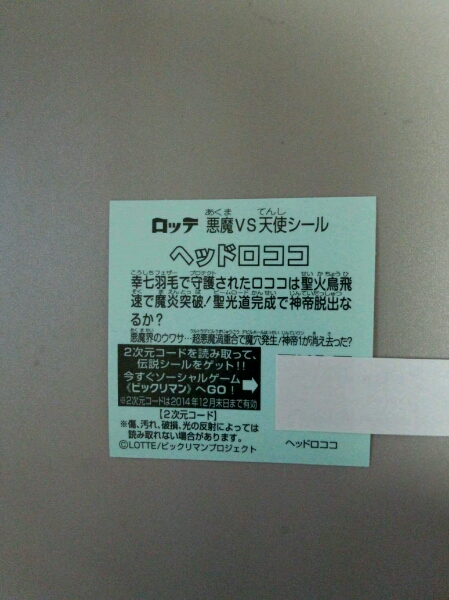 ロッテ 悪魔VS天使シール
ヘッドロココ
幸七羽毛で守護されたロココは聖火鳥飛
速で魔炎突破!聖光道完成で神帝脱出な
るか?
悪魔界のウワサ…超悪魔渦重合で魔穴発生/神帝1が消え去った?
2次元コードを読み取って、
伝説シールをゲット!!
今すぐソーシャルゲーム
《ビックリマン》へGO!
※2次元コードは2014年12月末日まで有効
【2次元コード】
※傷、汚れ、破損、光の反射によっては
読み取れない場合があります。
©LOTTE/ビックリマンプロジェクト
ヘッドロココ